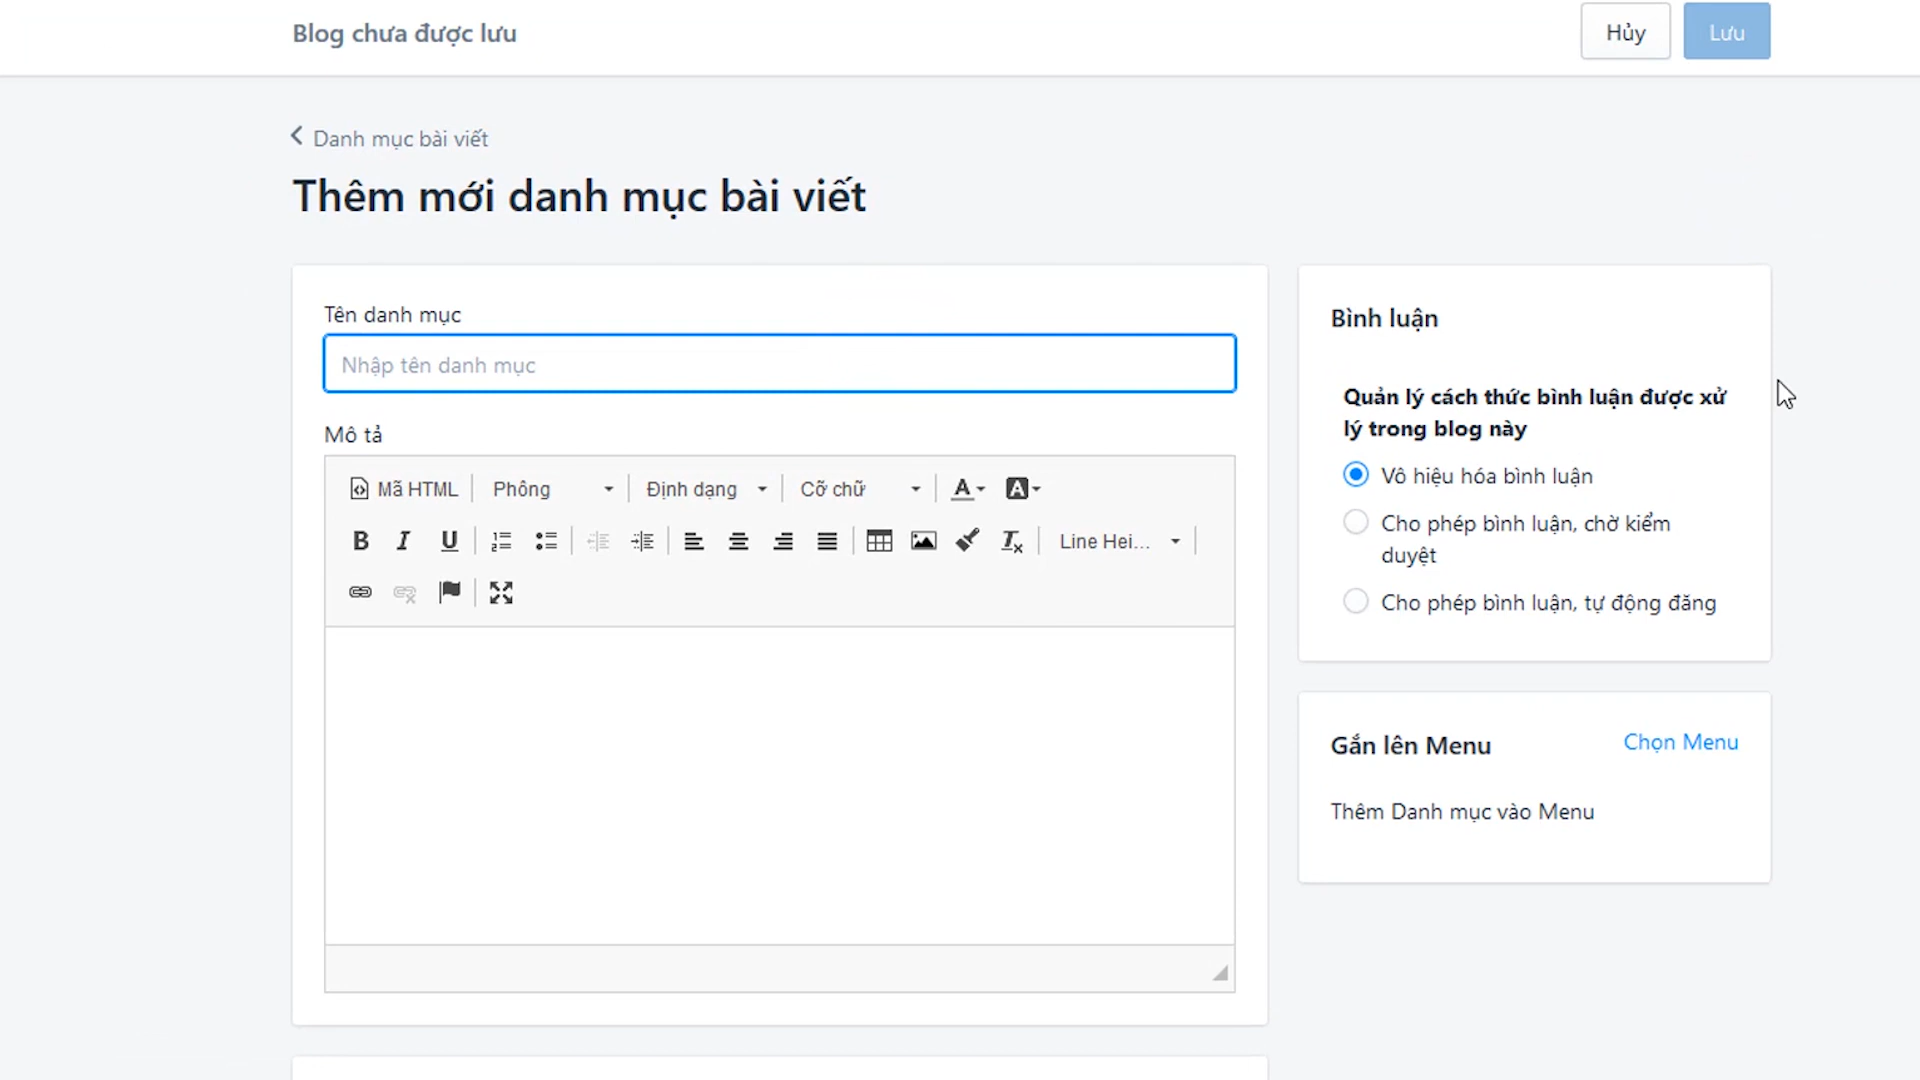 Blog chưa được lưu
Hủy
Lưu
Danh mục bài viết
Thêm mới danh mục bài viết
Tên danh mục
Nhập tên danh mục
Mô tả
Mã HTML
Phông
Định dạng
Cỡ chữ
Line Hei...
Bình luận
Quản lý cách thức bình luận được xử
lý trong blog này
Vô hiệu hóa bình luận
Cho phép bình luận, chờ kiểm
duyệt
Cho phép bình luận, tự động đăng
Gắn lên Menu
Chọn Menu
Thêm Danh mục vào Menu